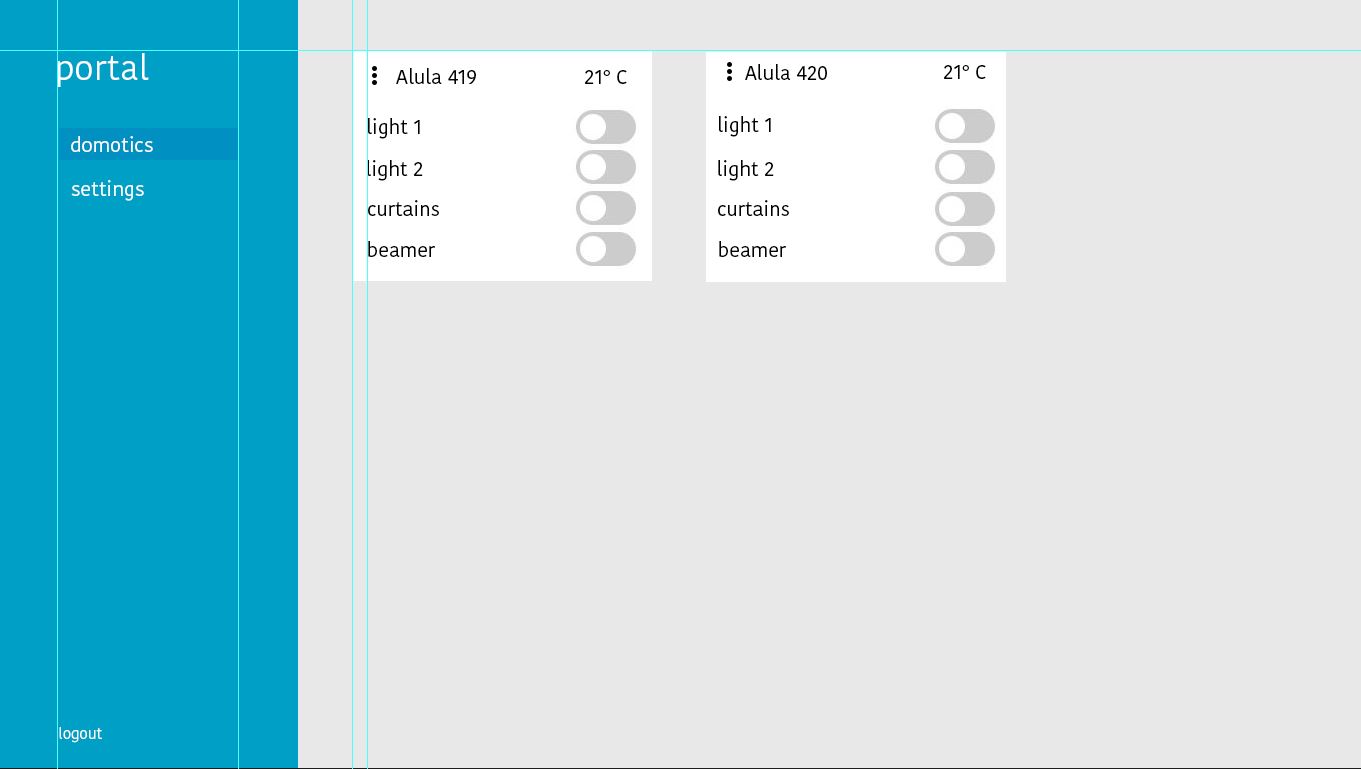 portal
domotics
settings
logout
Alula 419 21° C
light 1
light 2
curtains
beamer
Alula 420 21° C
light 1
light 2
curtains
beamer